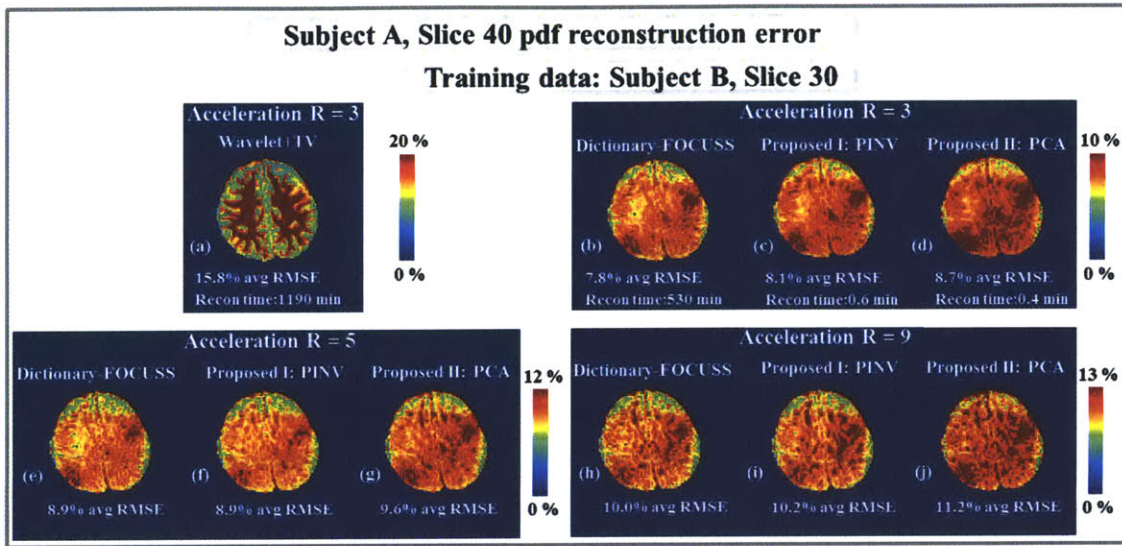 Subject A, Slice 40 pdf reconstruction error
Training data: Subject B, Slice 30
Acceleration R = 3
Wavelet+TV
20 %
(a)
0 %
15.8% avg RMSE
Recon time:1190 min
Acceleration R = 3
Dictionary-FOCUSS Proposed I: PINV Proposed II: PCA
10 %
(b) (c) (d)
0 %
7.8% avg RMSE 8.1% avg RMSE 8.7% avg RMSE
Recon time:530 min Recon time:0.6 min Recon time:0.4 min
Acceleration R = 5
Dictionary-FOCUSS Proposed I: PINV Proposed II: PCA
12 %
(e) (f) (g)
0 %
8.9% avg RMSE 8.9% avg RMSE 9.6% avg RMSE
Acceleration R = 9
Dictionary-FOCUSS Proposed I: PINV Proposed II: PCA
13 %
(h) (i) (j)
0 %
10.0% avg RMSE 10.2% avg RMSE 11.2% avg RMSE